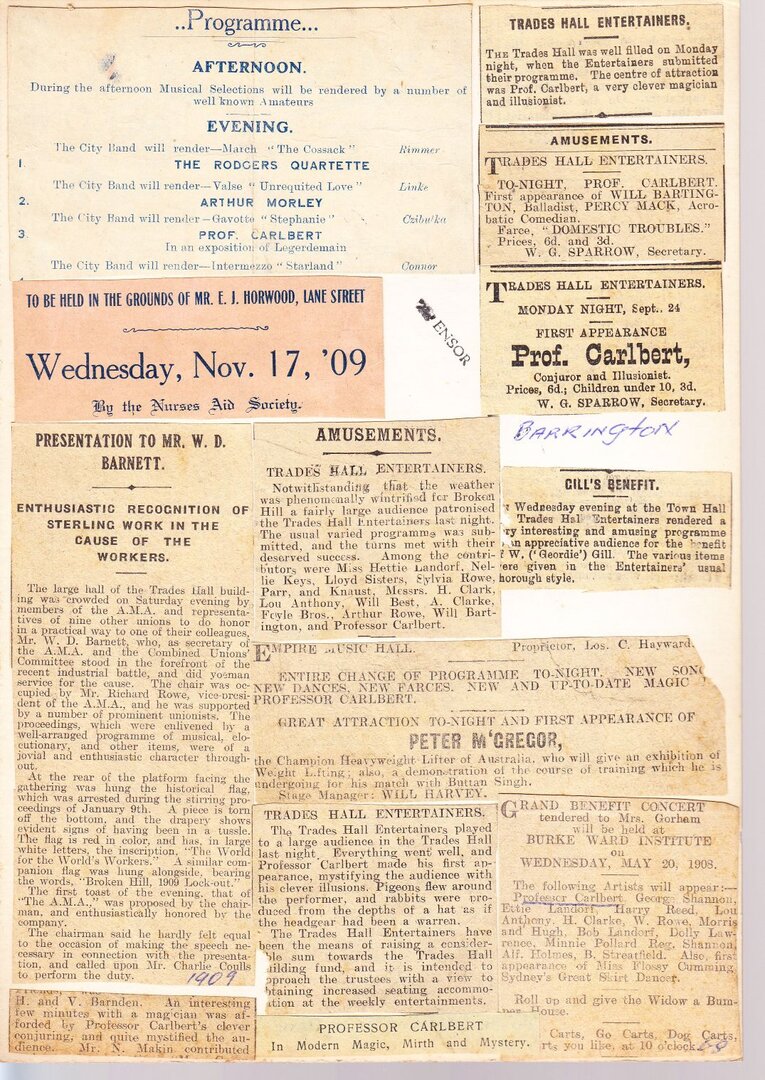 ..Programme...
AFTERNOON.
During the afternoon Musical Selections will be rendered by a number of
well known Amateurs
EVENING.
The City Band will render—March "The Cossack" Rimmer
1. THE RODGERS QUARTETTE
The City Band will render—Valse "Unrequited Love" Linke
2. ARTHUR MORLEY
The City Band will render—Gavotte "Stephanie" Czibulka
3. PROF. CARLBERT
In an exposition of Legerdemain
The City Band will render—Intermezzo "Starland" Connor
TO BE HELD IN THE GROUNDS OF MR. E. J. HORWOOD, LANE STREET
Wednesday, Nov. 17, '09
By the Nurses Aid Society.
ENSOR
TRADES HALL ENTERTAINERS.
THE Trades Hall was well filled on Monday
night, when the Entertainers submitted
their programme. The centre of attraction
was Prof. Carlbert, a very clever magician
and illusionist.
AMUSEMENTS.
TRADES HALL ENTERTAINERS.
TO-NIGHT, PROF. CARLBERT.
First appearance of WILL BARTING-
TON, Balladist, PERCY MACK, Acro-
batic Comedian.
Farce, "DOMESTIC TROUBLES."
Prices, 6d. and 3d.
W. G. SPARROW, Secretary.
TRADES HALL ENTERTAINERS.
MONDAY NIGHT, Sept.. 24
FIRST APPEARANCE
Prof. Carlbert,
Conjuror and Illusionist.
Prices, 6d.; Children under 10, 3d.
W. G. SPARROW, Secretary.
BARRINGTON
GILL'S BENEFIT.
Wednesday evening at the Town Hall
Trades Hall Entertainers rendered a
ry interesting and amusing programme
an appreciative audience for the benefit
f W, ('Geordie') Gill. The various items
ere given in the Entertainers' usual
horough style.
PRESENTATION TO MR. W. D.
BARNETT.
ENTHUSIASTIC RECOGNITION OF
STERLING WORK IN THE
CAUSE OF THE
WORKERS.
The large hall of the Trades Hall build-
ing was crowded on Saturday evening by
members of the A.M.A. and representa-
tives of nine other unions to do honor
in a practical way to one of their colleagues,
Mr. W. D. Barnett, who, as secretary of
the A.M.A. and the Combined Unions'
Committee stood in the forefront of the
recent industrial battle, and did yoeman
service for the cause. The chair was oc-
cupied by Mr. Richard Rowe, vice-presi-
dent of the A.M.A., and he was supported
by a number of prominent unionists. The
proceedings, which were enlivened by a
well-arranged programme of musical, elo-
cutionary, and other items, were of a
jovial and enthusiastic character through-
out.
At the rear of the platform facing the
gathering was hung the historical flag,
which was arrested during the stirring pro-
ceedings of January 9th. A piece is torn
off the bottom, and the drapery shows
evident signs of having been in a tussle.
The flag is red in color, and has, in large
white letters, the inscription, "The World
for the World's Workers." A similar com-
panion flag was hung alongside, bearing
the words, "Broken Hill, 1909 Lock-out."
The first toast of the evening, that of
"The A.M.A.," was proposed by the chair-
man, and enthusiastically honored by the
company.
The chairman said he hardly felt equal
to the occasion of making the speech ne-
cessary in connection with the presenta-
tion, and called upon Mr. Charlie Coulls
to perform the duty.
1909
H. and V. Barnden. An interesting
few minutes with a magician was af-
forded by Professor Carlbert's clever
conjuring, and quite mystified the au-
dience. Mr. N. Makin contributed
AMUSEMENTS.
TRADES HALL ENTERTAINERS.
Notwithstanding that the weather
was phenomenally wintrified for Broken
Hill a fairly large audience patronised
the Trades Hall Entertainers last night.
The usual varied programme was sub-
mitted, and the turns met with their
deserved success. Among the contri-
butors were Miss Hettie Landorf, Nel-
lie Keys, Lloyd Sisters, Sylvia Rowe,
Parr, and Knaust, Messrs. H. Clark,
Lou Anthony, Will Best, A. Clarke,
Foyle Bros., Arthur Rowe, Will Bart-
ington, and Professor Carlbert.
EMPIRE MUSIC HALL. Proprietor, Los. C. Hayward
ENTIRE CHANGE OF PROGRAMME TO-NIGHT. NEW SONG
NEW DANCES, NEW FARCES. NEW AND UP-TO-DATE MAGIC
PROFESSOR CARLBERT.
GREAT ATTRACTION TO-NIGHT AND FIRST APPEARANCE OF
PETER M'GREGOR,
the Champion Heavyweight Lifter of Australia, who will give an exhibition of
Weight Lifting; also, a demonstration of the course of training which he is
undergoing for his match with Buttan Singh.
Stage Manager: WILL HARVEY.
TRADES HALL ENTERTAINERS.
The Trades Hall Entertainers played
to a large audience in the Trades Hall
last night. Everything went well, and
Professor Carlbert made his first ap-
pearance, mystifying the audience with
his clever illusions. Pigeons flew around
the performer, and rabbits were pro-
duced from the depths of a hat as if
the headgear had been a warren.
The Trades Hall Entertainers have
been the means of raising a consider-
able sum towards the Trades Hall
uilding fund, and it is intended to
pproach the trustees with a view to
btaining increased seating accommo-
ation at the weekly entertainments.
GRAND BENEFIT CONCERT
tendered to Mrs. Gorham
will be held at
BURKE WARD INSTITUTE
on
WEDNESDAY, MAY 20, 1908.
The following Artists will appear:—
Professor Carlbert, George Shannon,
Ettie Landorf, Harry Reed, Lou
Anthony, H. Clarke, W. Rowe, Morris
and Hugh, Bob Landorf, Dolly Law-
rence, Minnie Pollard Reg. Shannon,
Alf. Holmes, B. Streatfield. Also, first
appearance of Miss Flossy Cumming,
Sydney's Great Skirt Dancer.
Roll up and give the Widow a Bum-
per House.
Carts, Go Carts, Dog Carts,
rts you like, at 10 o'clock.
PROFESSOR CARLBERT
In Modern Magic, Mirth and Mystery.